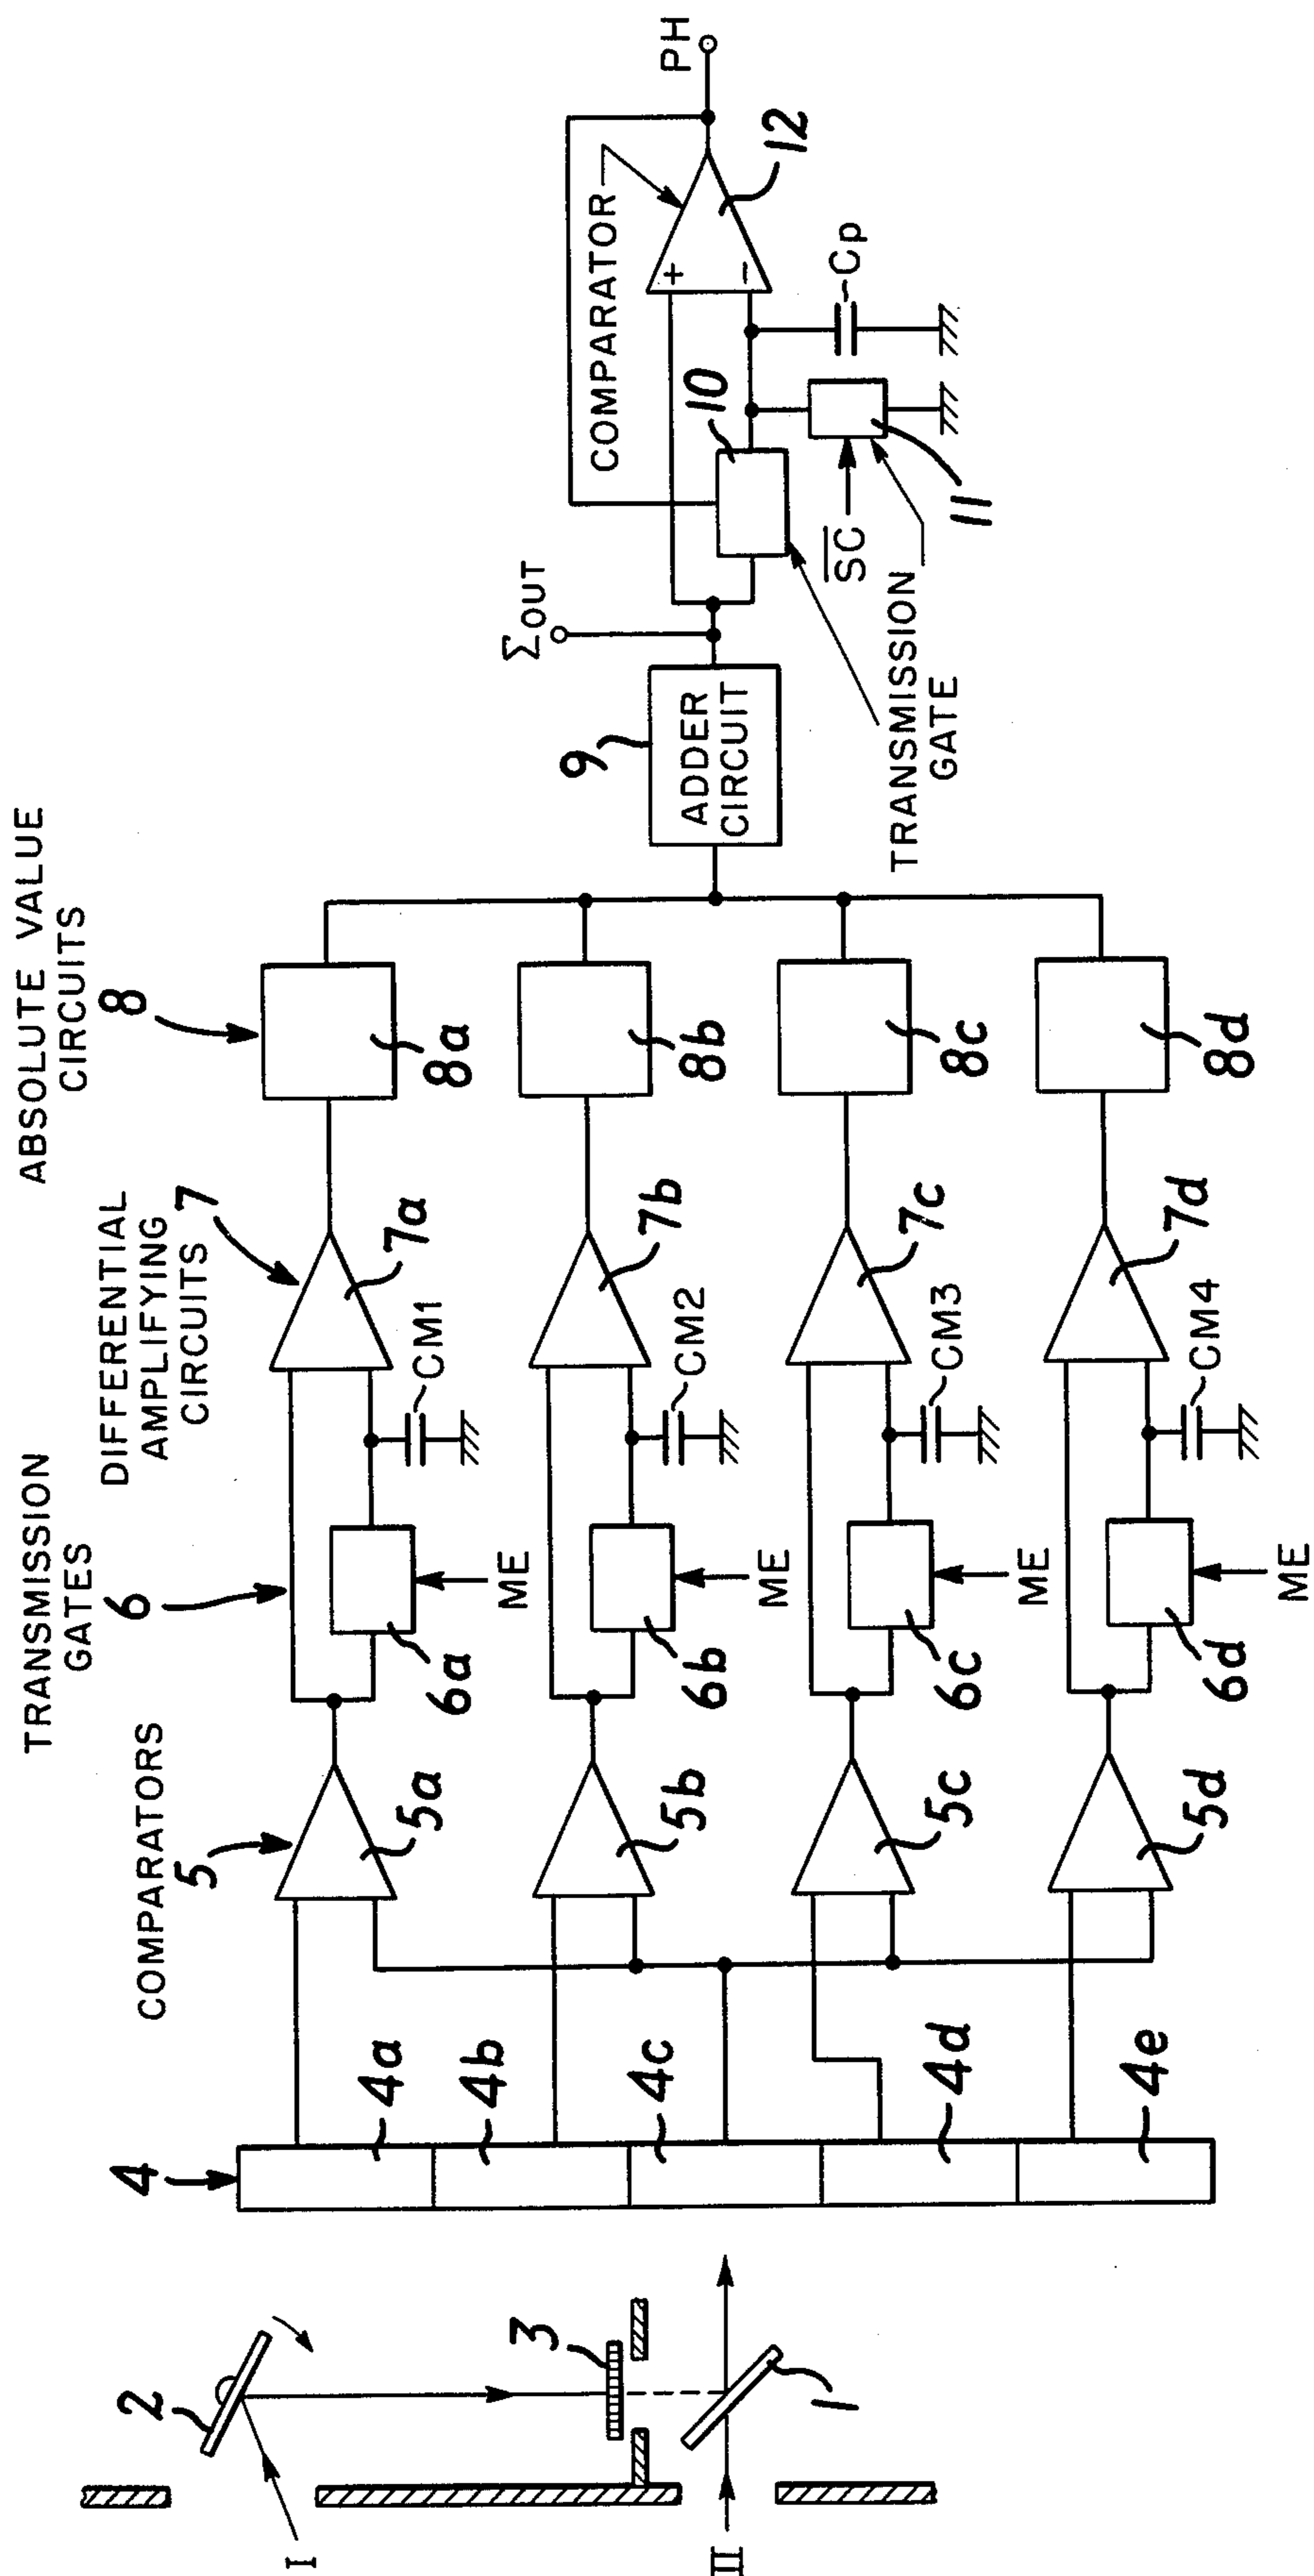 I
II
1
2
3
4
4a
4b
4c
4d
4e
COMPARATORS
5
5a
5b
5c
5d
TRANSMISSION
GATES
6
6a
6b
6c
6d
ME
ME
ME
ME
DIFFERENTIAL
AMPLIFYING
CIRCUITS
7
7a
7b
7c
7d
CM1
CM2
CM3
CM4
ABSOLUTE VALUE
CIRCUITS
8
8a
8b
8c
8d
9
ADDER
CIRCUIT
ΣOUT
TRANSMISSION
GATE
10
11
S̅C̅
COMPARATOR
+
−
12
Cp
PH